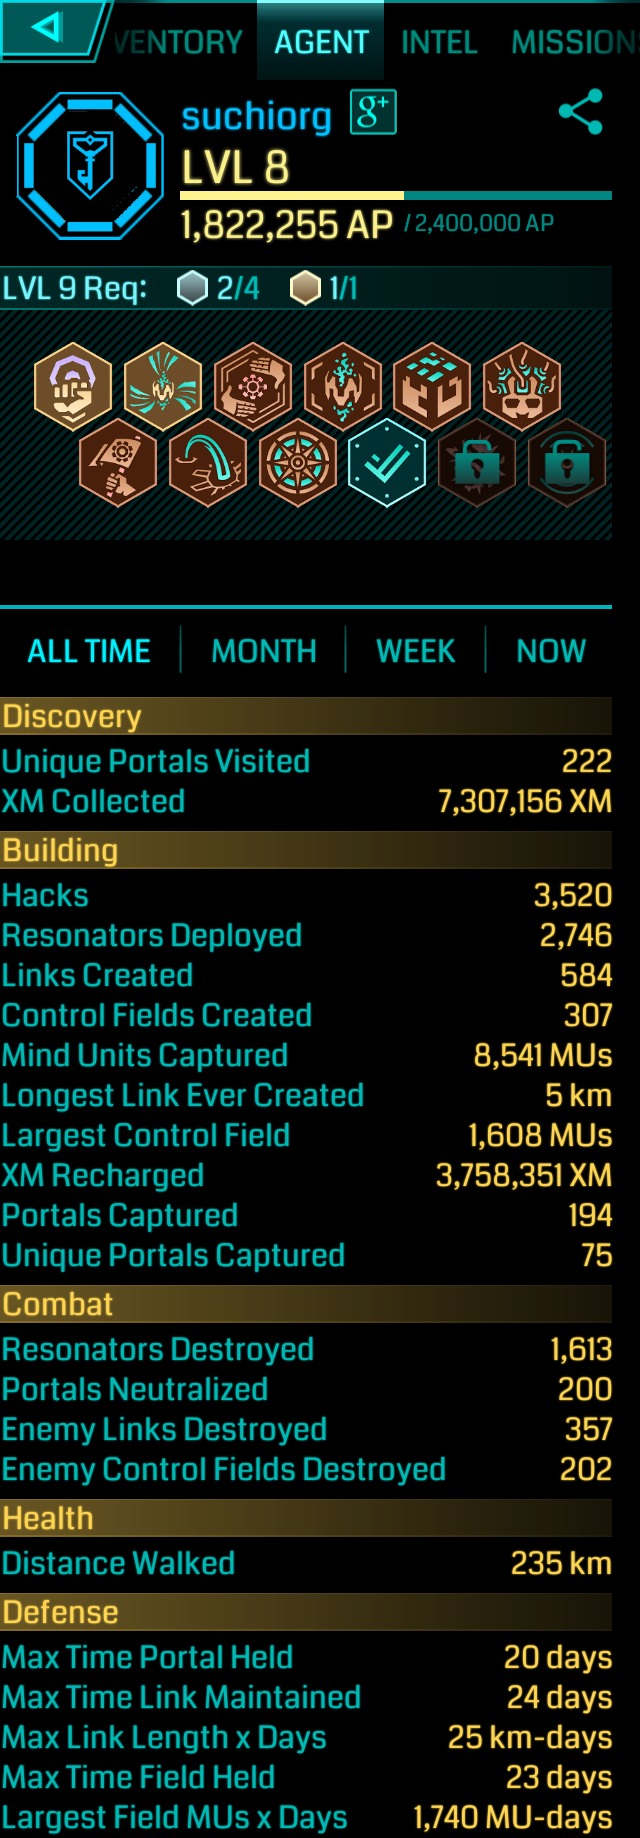 VENTORY AGENT INTEL MISSIONS
suchiorg g+
LVL 8
1,822,255 AP / 2,400,000 AP
LVL 9 Req: 2/4 1/1
ALL TIME MONTH WEEK NOW
Discovery
Unique Portals Visited 222
XM Collected 7,307,156 XM
Building
Hacks 3,520
Resonators Deployed 2,746
Links Created 584
Control Fields Created 307
Mind Units Captured 8,541 MUs
Longest Link Ever Created 5 km
Largest Control Field 1,608 MUs
XM Recharged 3,758,351 XM
Portals Captured 194
Unique Portals Captured 75
Combat
Resonators Destroyed 1,613
Portals Neutralized 200
Enemy Links Destroyed 357
Enemy Control Fields Destroyed 202
Health
Distance Walked 235 km
Defense
Max Time Portal Held 20 days
Max Time Link Maintained 24 days
Max Link Length x Days 25 km-days
Max Time Field Held 23 days
Largest Field MUs x Days 1,740 MU-days